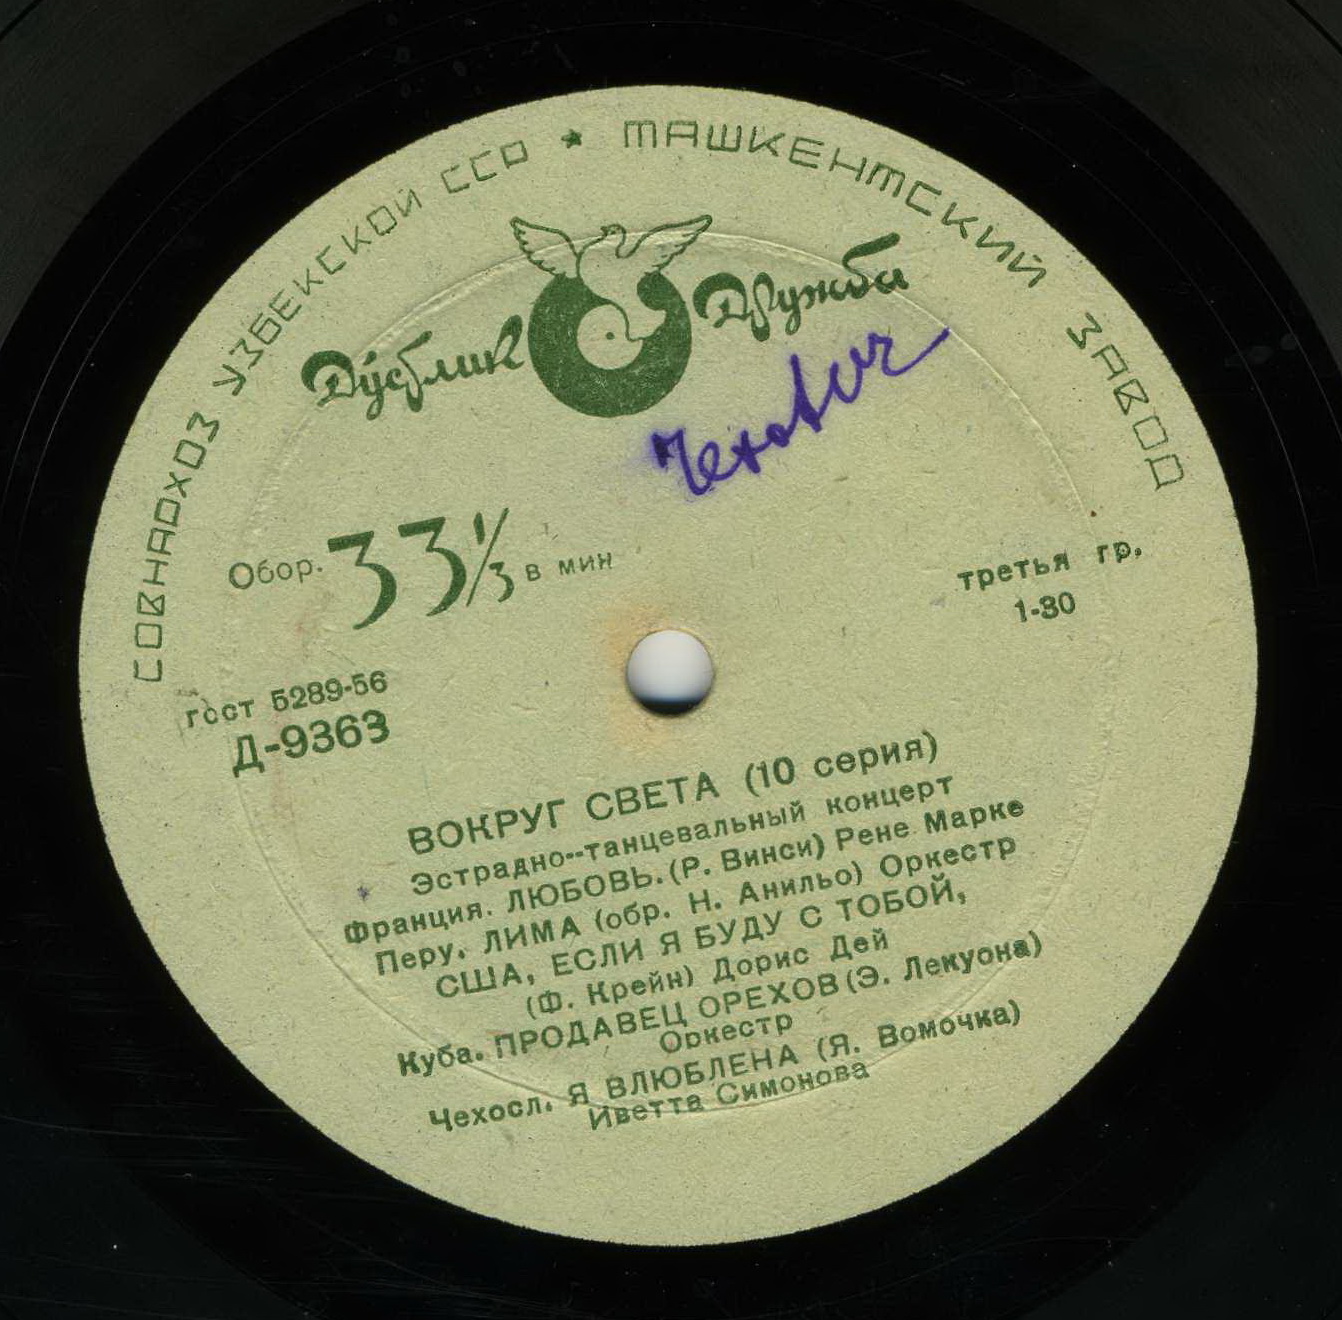 СОВНАРХОЗ УЗБЕКСКОЙ ССР ★ ТАШКЕНТСКИЙ ЗАВОД
Дўстлик Дружба
Обор. 33 1/3 в мин
третья гр.
1-30
гост 5289-56
Д-9363
ВОКРУГ СВЕТА (10 серия)
Эстрадно--танцевальный концерт
Франция. ЛЮБОВЬ. (Р. Винси) Рене Марке
Перу. ЛИМА (обр. Н. Анильо) Оркестр
США, ЕСЛИ Я БУДУ С ТОБОЙ,
(Ф. Крейн) Дорис Дей
Куба. ПРОДАВЕЦ ОРЕХОВ (Э. Лекуона)
Оркестр
Чехосл. Я ВЛЮБЛЕНА (Я. Вомочка)
Иветта Симонова